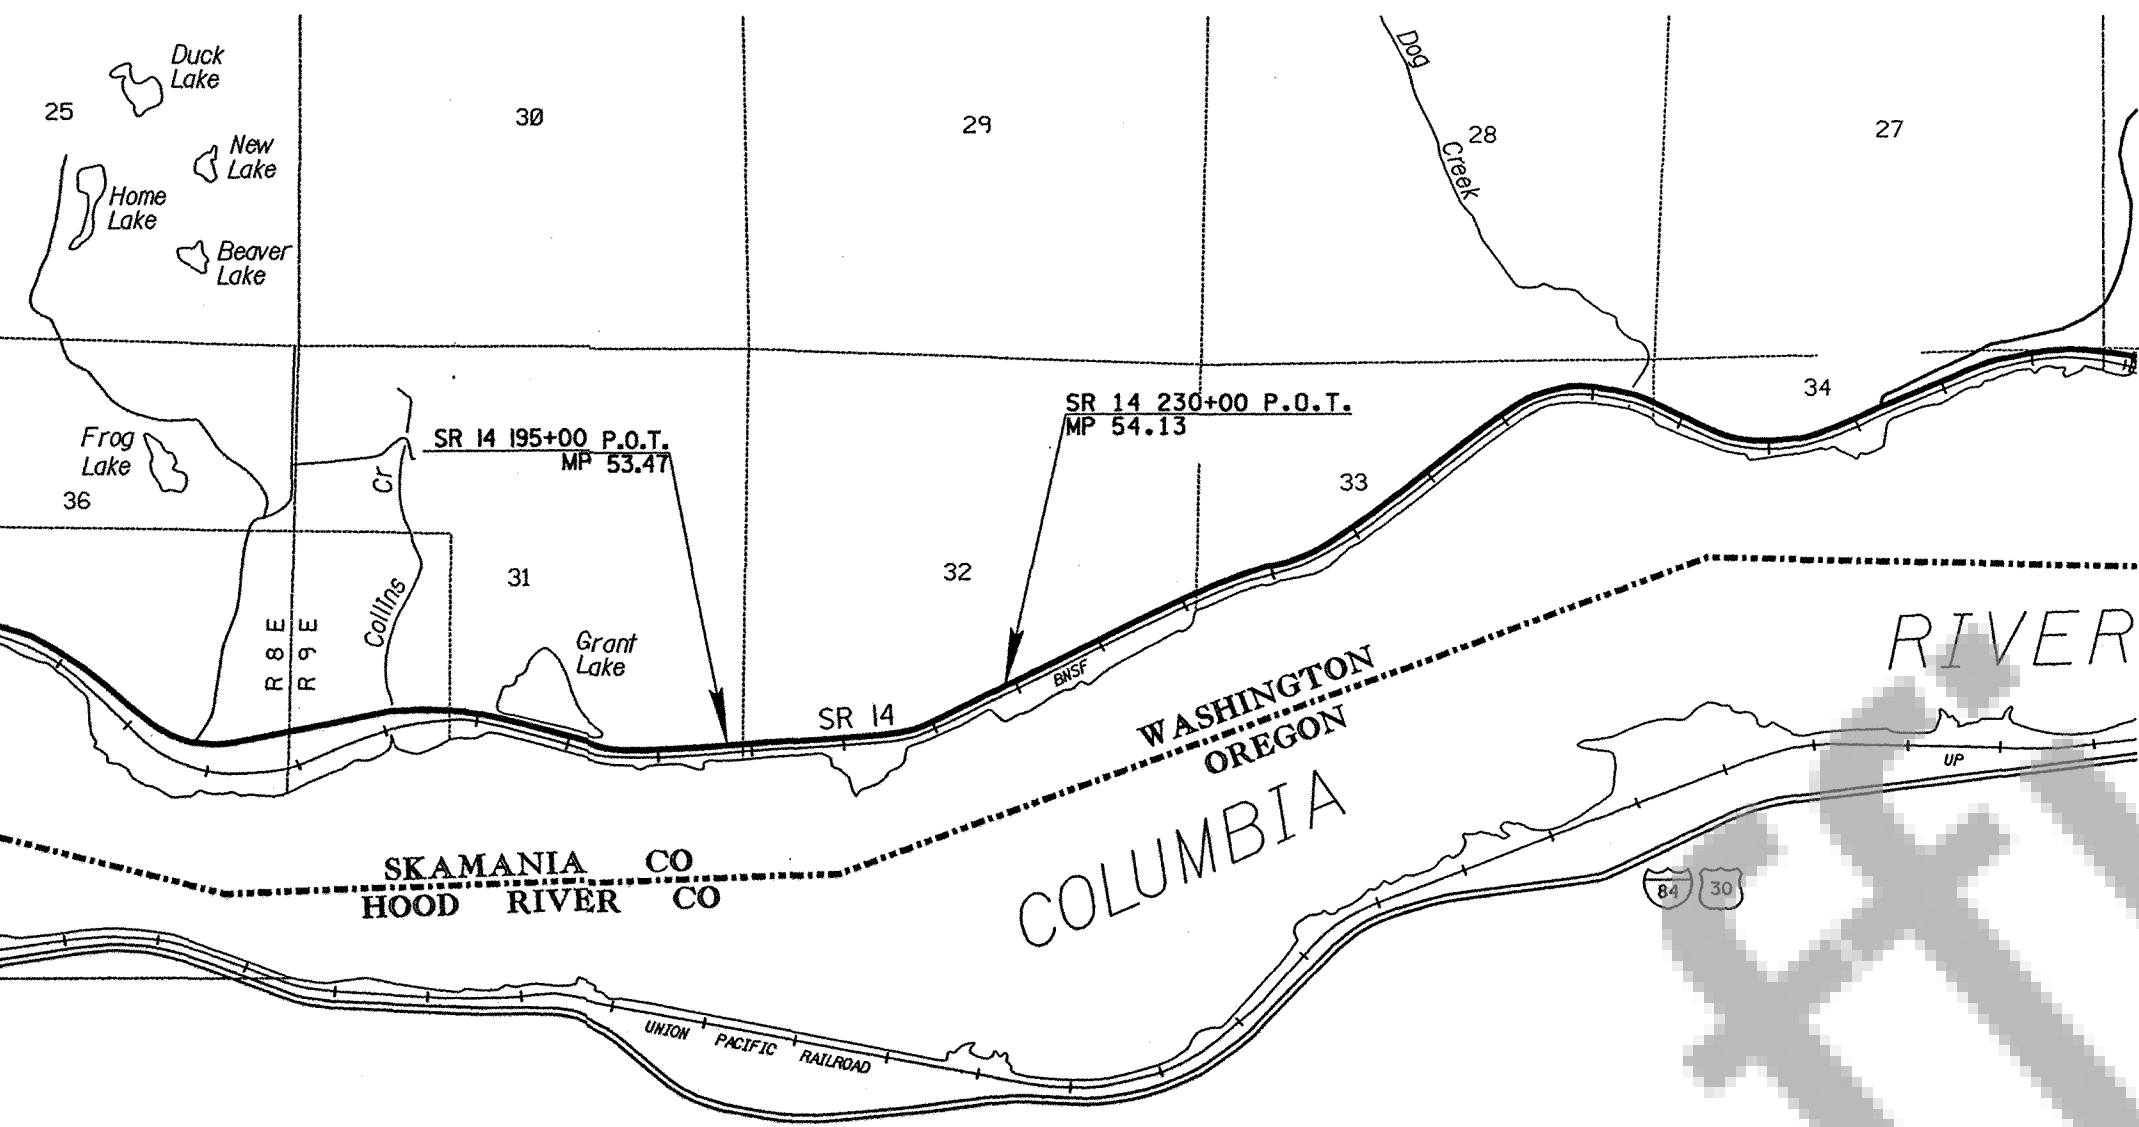 Duck
Lake
25
30
29
Dog
Creek
28
27
New
Lake
Home
Lake
Beaver
Lake
34
SR 14 230+00 P.O.T.
MP 54.13
Frog
Lake
SR 14 195+00 P.O.T.
MP 53.47
Cr
33
36
31
32
Collins
R 8 E
R 9 E
Grant
Lake
BNSF
SR 14
WASHINGTON
OREGON
RIVER
COLUMBIA
UP
SKAMANIA CO
HOOD RIVER CO
84
30
UNION PACIFIC RAILROAD